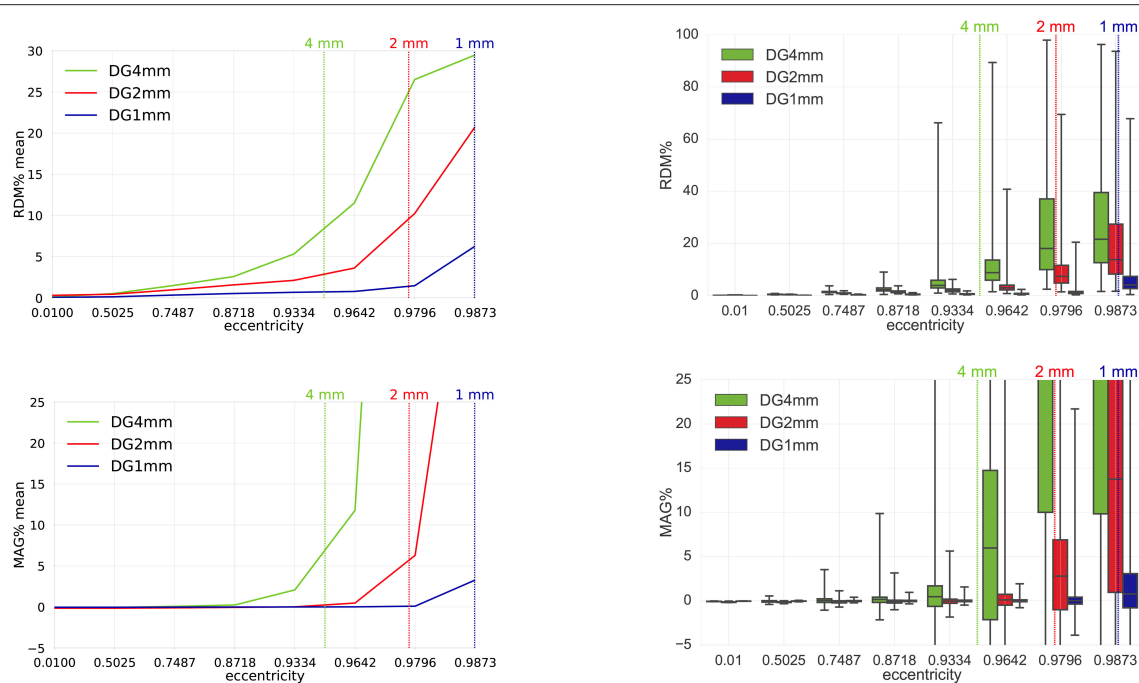 4 mm 2 mm 1 mm
30
25
20
15
10
5
0
RDM% mean
DG4mm
DG2mm
DG1mm
0.0100 0.5025 0.7487 0.8718 0.9334 0.9642 0.9796 0.9873
eccentricity
4 mm 2 mm 1 mm
100
80
60
40
20
0
RDM%
DG4mm
DG2mm
DG1mm
0.01 0.5025 0.7487 0.8718 0.9334 0.9642 0.9796 0.9873
eccentricity
4 mm 2 mm 1 mm
25
20
15
10
5
0
−5
MAG% mean
DG4mm
DG2mm
DG1mm
0.0100 0.5025 0.7487 0.8718 0.9334 0.9642 0.9796 0.9873
eccentricity
4 mm 2 mm 1 mm
25
20
15
10
5
0
−5
MAG%
DG4mm
DG2mm
DG1mm
0.01 0.5025 0.7487 0.8718 0.9334 0.9642 0.9796 0.9873
eccentricity